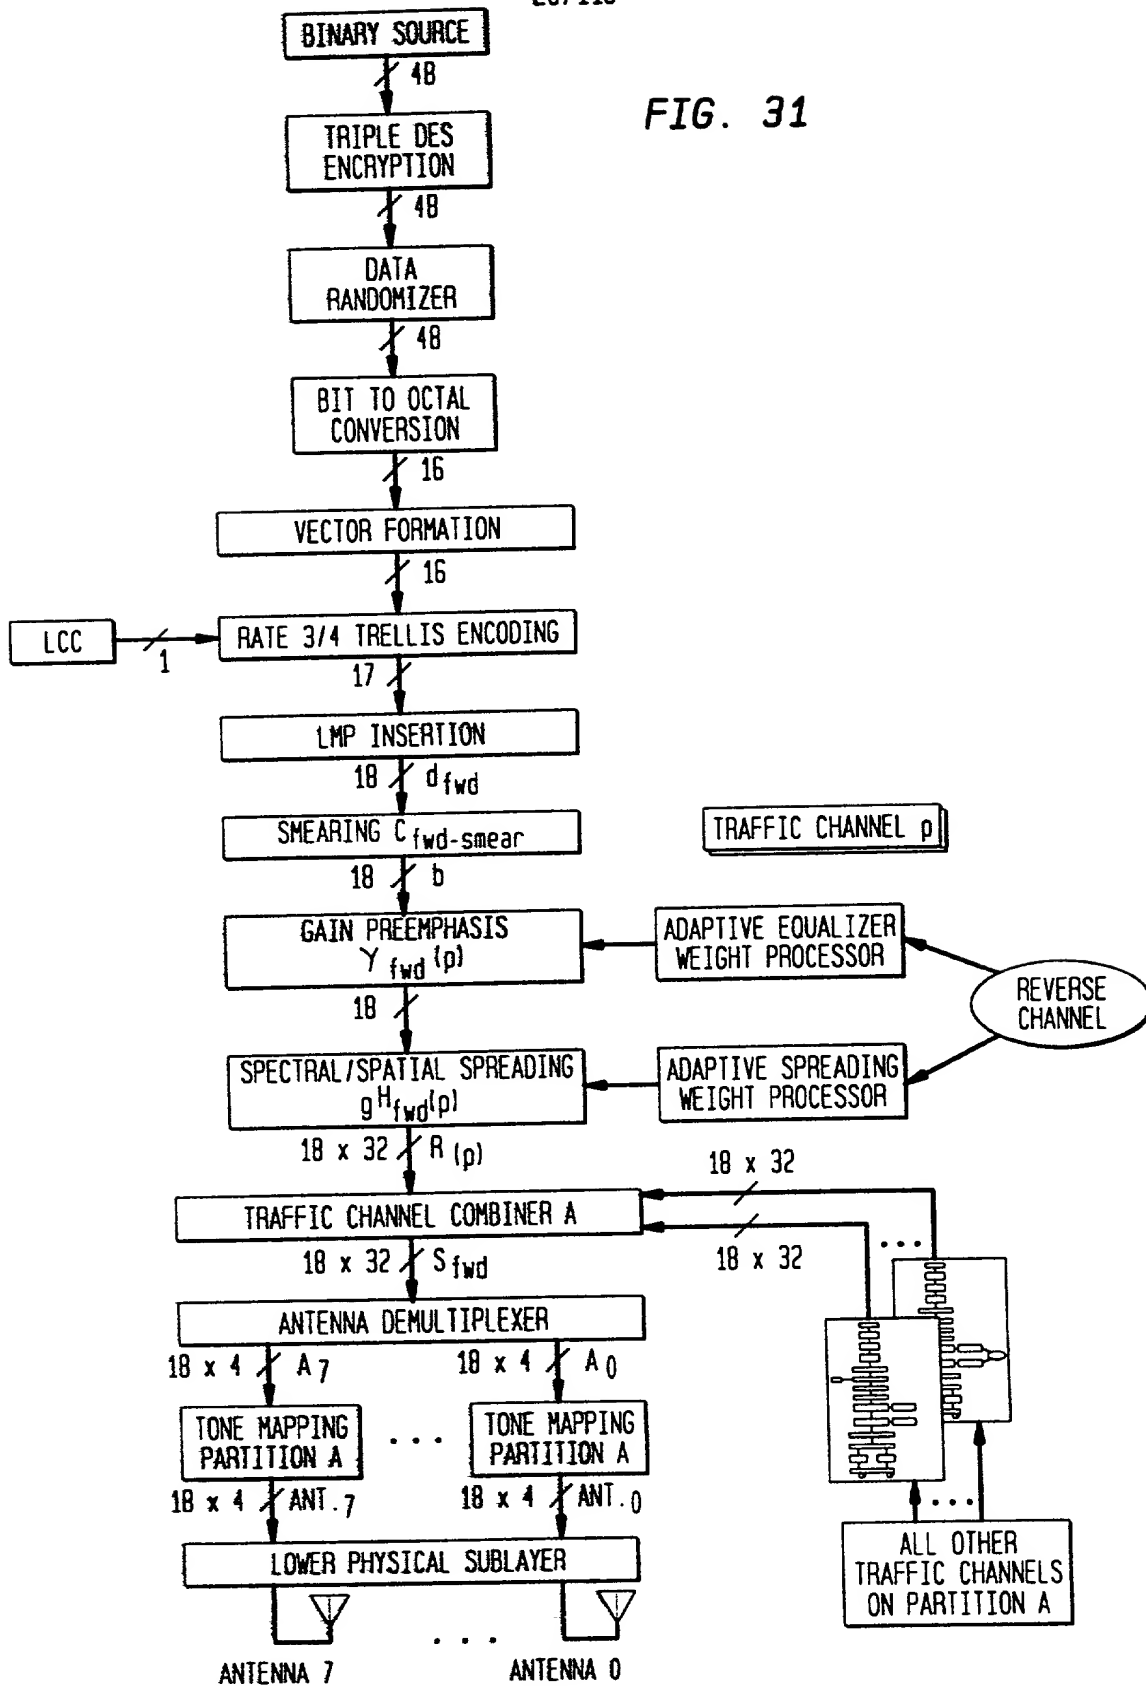 BINARY SOURCE
48
FIG. 31
TRIPLE DES
ENCRYPTION
48
DATA
RANDOMIZER
48
BIT TO OCTAL
CONVERSION
16
VECTOR FORMATION
16
LCC
1
RATE 3/4 TRELLIS ENCODING
17
LMP INSERTION
18 d fwd
SMEARING C fwd-smear
TRAFFIC CHANNEL p
18 b
GAIN PREEMPHASIS
γ fwd (p)
ADAPTIVE EQUALIZER
WEIGHT PROCESSOR
18
REVERSE
CHANNEL
SPECTRAL/SPATIAL SPREADING
g H fwd (p)
ADAPTIVE SPREADING
WEIGHT PROCESSOR
18 x 32 R (p)
18 x 32
TRAFFIC CHANNEL COMBINER A
18 x 32 S fwd
18 x 32
...
ANTENNA DEMULTIPLEXER
18 x 4 A 7
18 x 4 A 0
TONE MAPPING
PARTITION A
...
TONE MAPPING
PARTITION A
18 x 4 ANT. 7
18 x 4 ANT. 0
...
LOWER PHYSICAL SUBLAYER
ALL OTHER
TRAFFIC CHANNELS
ON PARTITION A
...
ANTENNA 7
ANTENNA 0